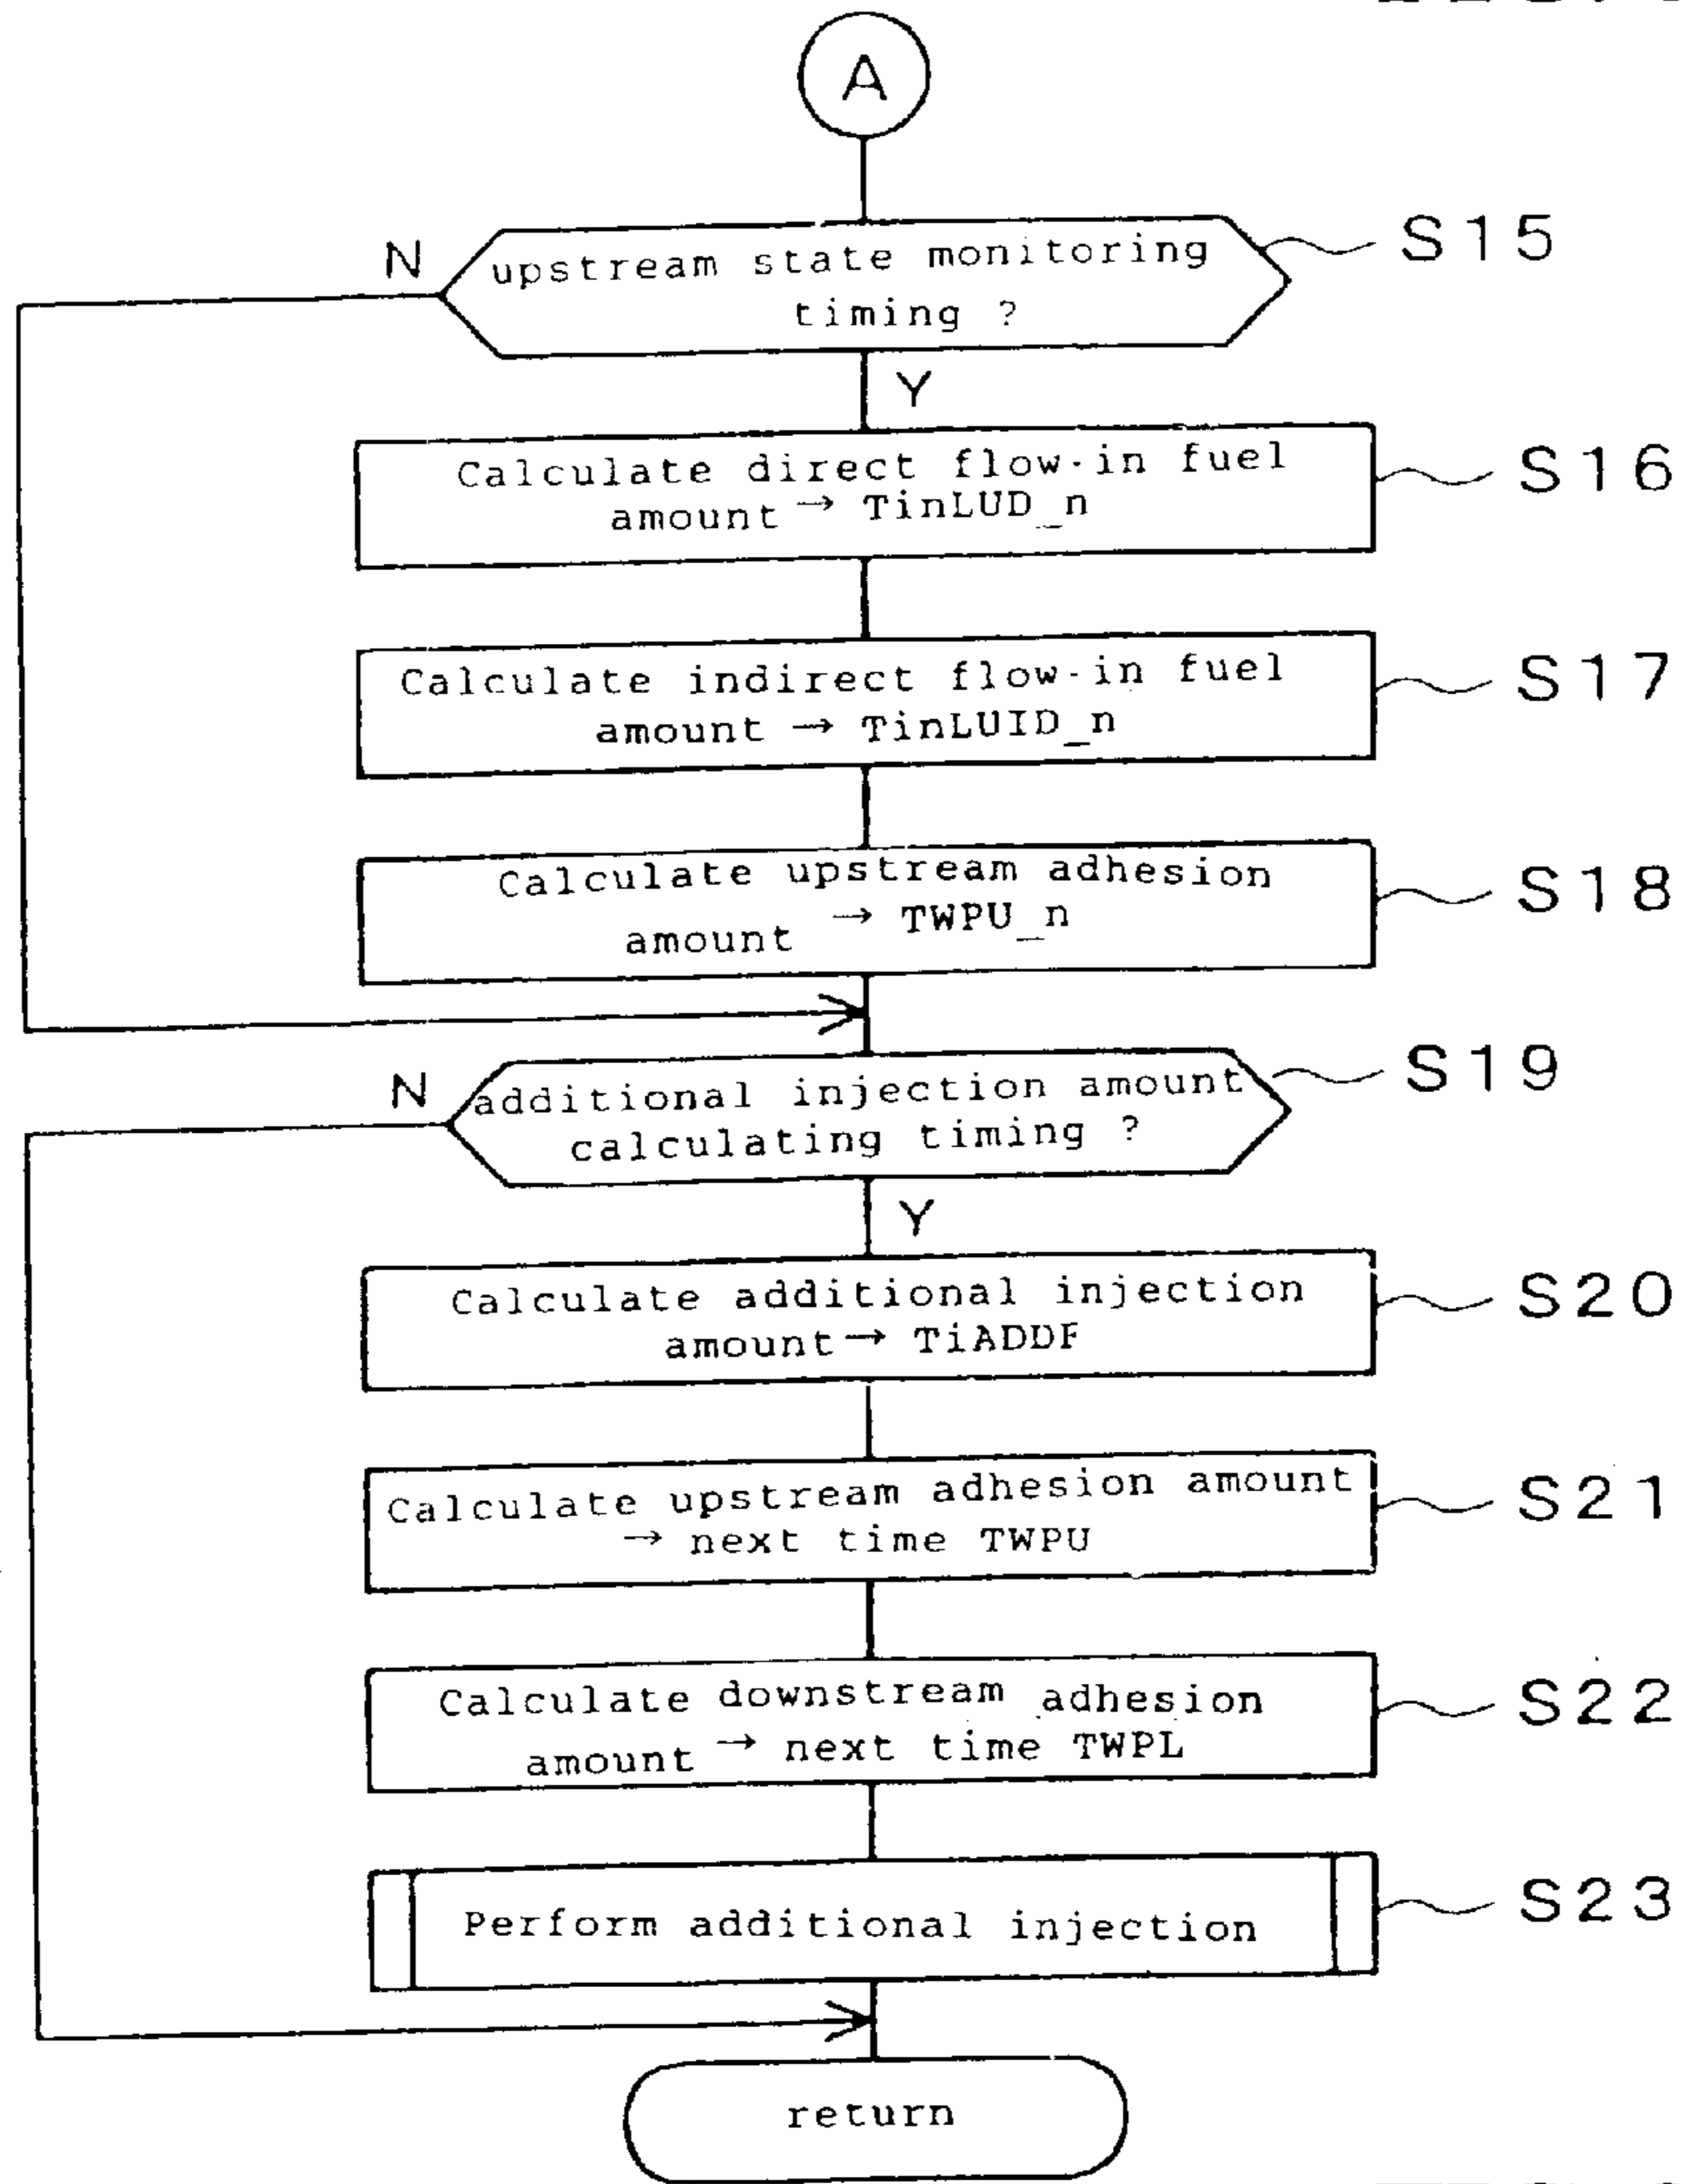 A
N
upstream state monitoring
timing ?
S15
Y
Calculate direct flow-in fuel
amount → TinLUD_n
S16
Calculate indirect flow-in fuel
amount → TinLUID_n
S17
Calculate upstream adhesion
amount → TWPU_n
S18
N
additional injection amount
calculating timing ?
S19
Y
Calculate additional injection
amount → TiADDF
S20
Calculate upstream adhesion amount
→ next time TWPU
S21
Calculate downstream adhesion
amount → next time TWPL
S22
Perform additional injection
S23
return